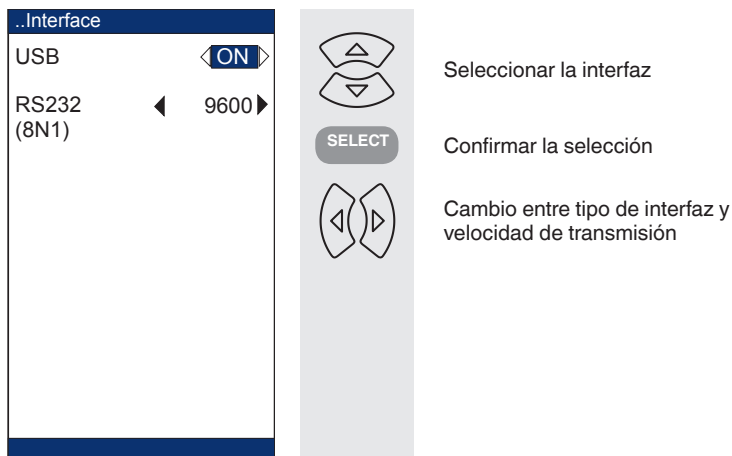 ..Interface
USB ON
RS232 9600
(8N1)
Seleccionar la interfaz
SELECT
Confirmar la selección
Cambio entre tipo de interfaz y
velocidad de transmisión